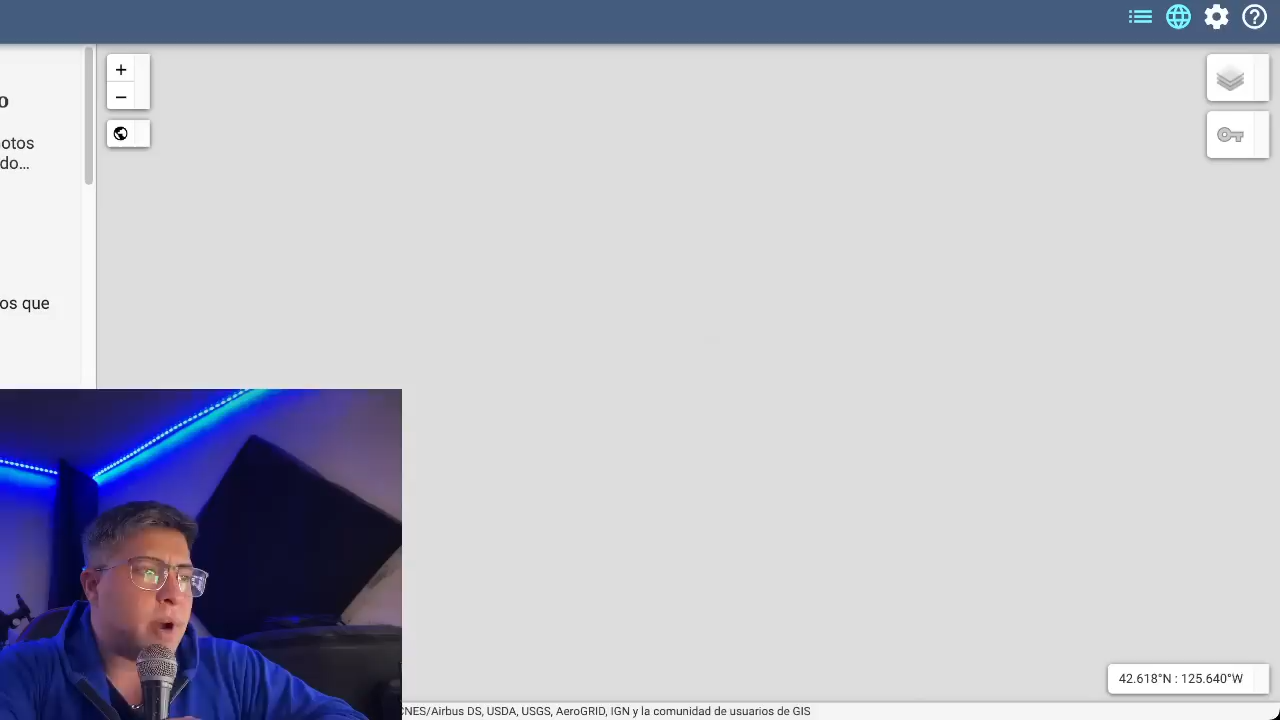 +
−
o
otos
do...
os que
42.618°N : 125.640°W
CNES/Airbus DS, USDA, USGS, AeroGRID, IGN y la comunidad de usuarios de GIS